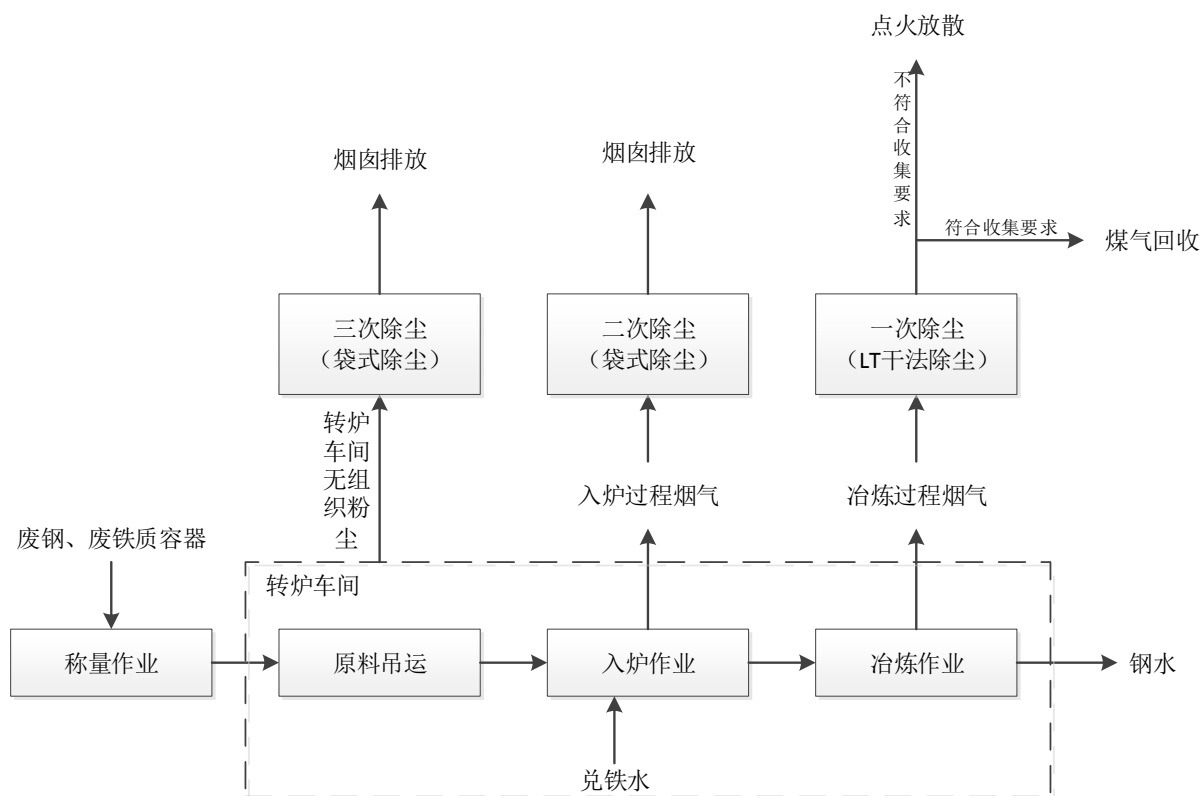 点火放散
不符合收集要求
烟囱排放
烟囱排放
符合收集要求
煤气回收
三次除尘
（袋式除尘）
二次除尘
（袋式除尘）
一次除尘
（LT干法除尘）
转炉
车间
无组
织粉
尘
入炉过程烟气
冶炼过程烟气
废钢、废铁质容器
转炉车间
称量作业
原料吊运
入炉作业
冶炼作业
钢水
兑铁水